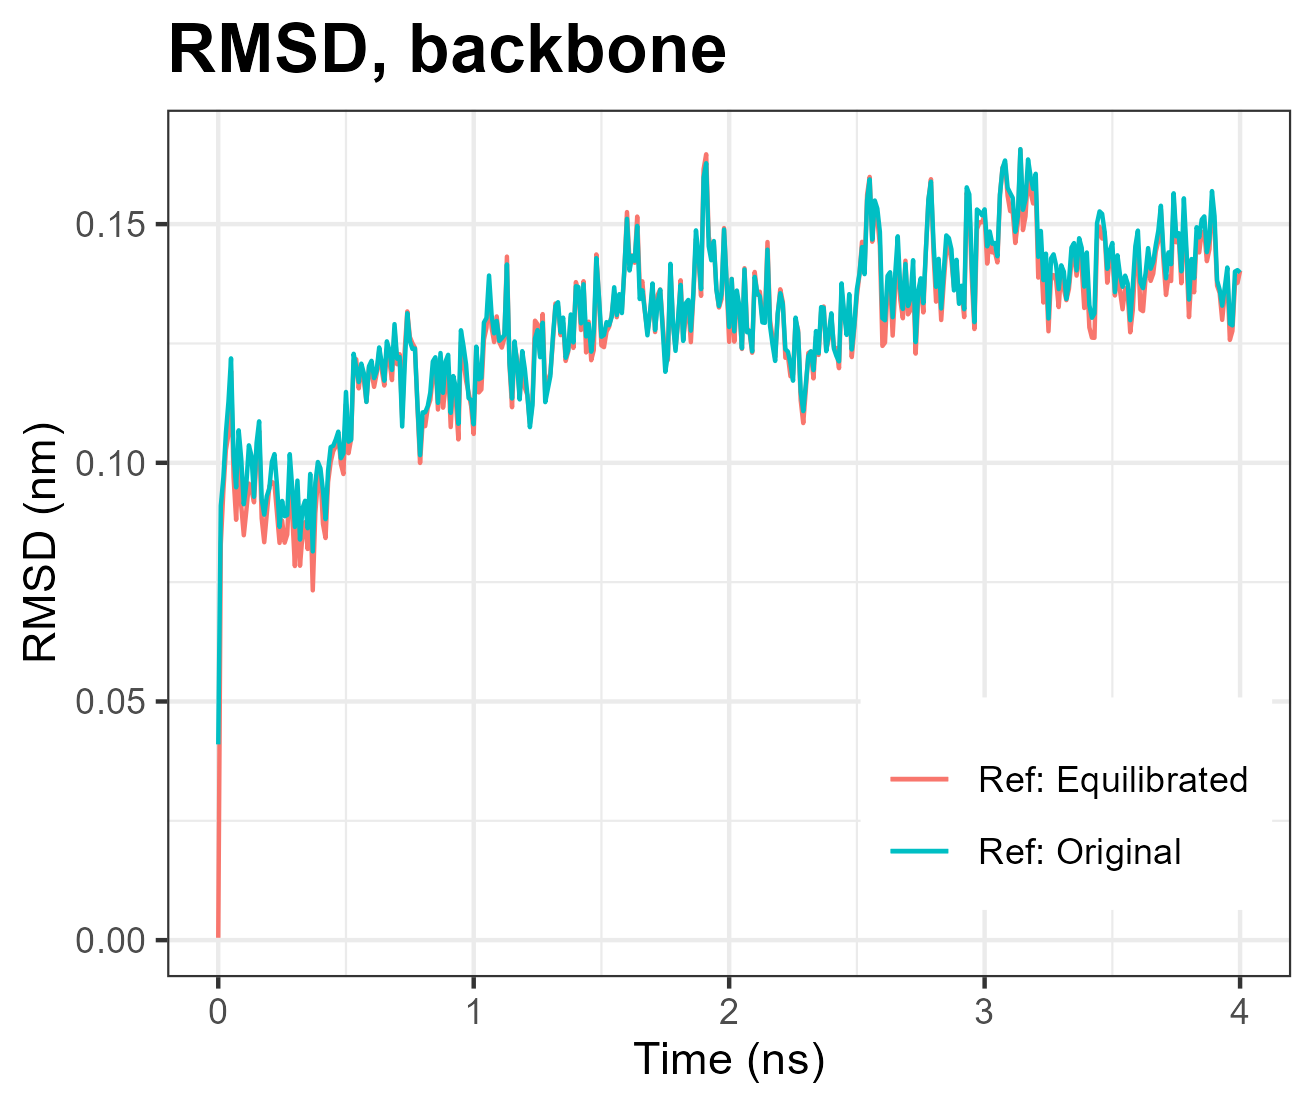 RMSD, backbone
RMSD (nm)
0.15
0.10
0.05
0.00
Ref: Equilibrated
Ref: Original
0 1 2 3 4
Time (ns)